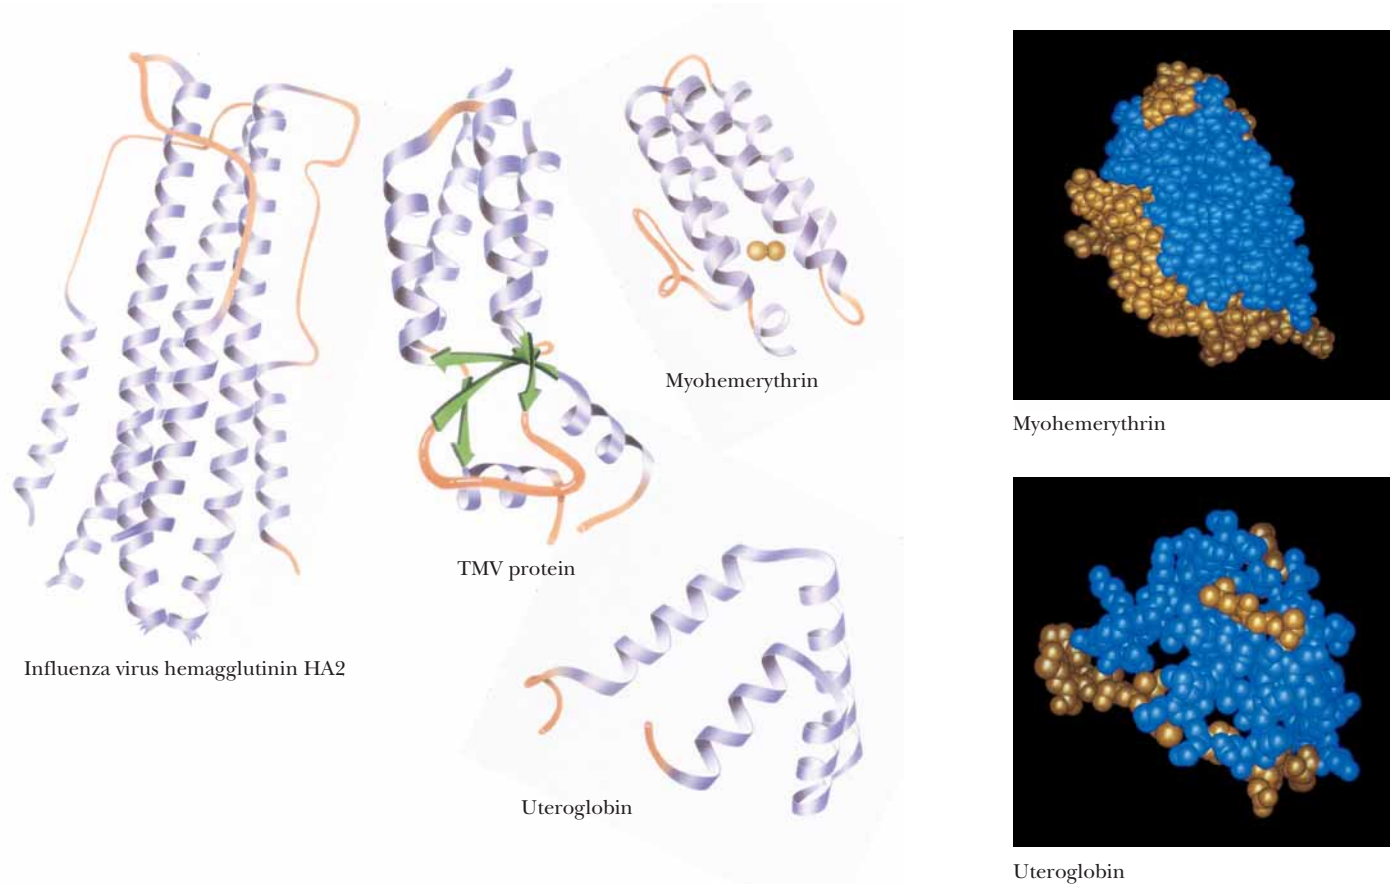 Myohemerythrin
Myohemerythrin
TMV protein
Influenza virus hemagglutinin HA2
Uteroglobin
Uteroglobin